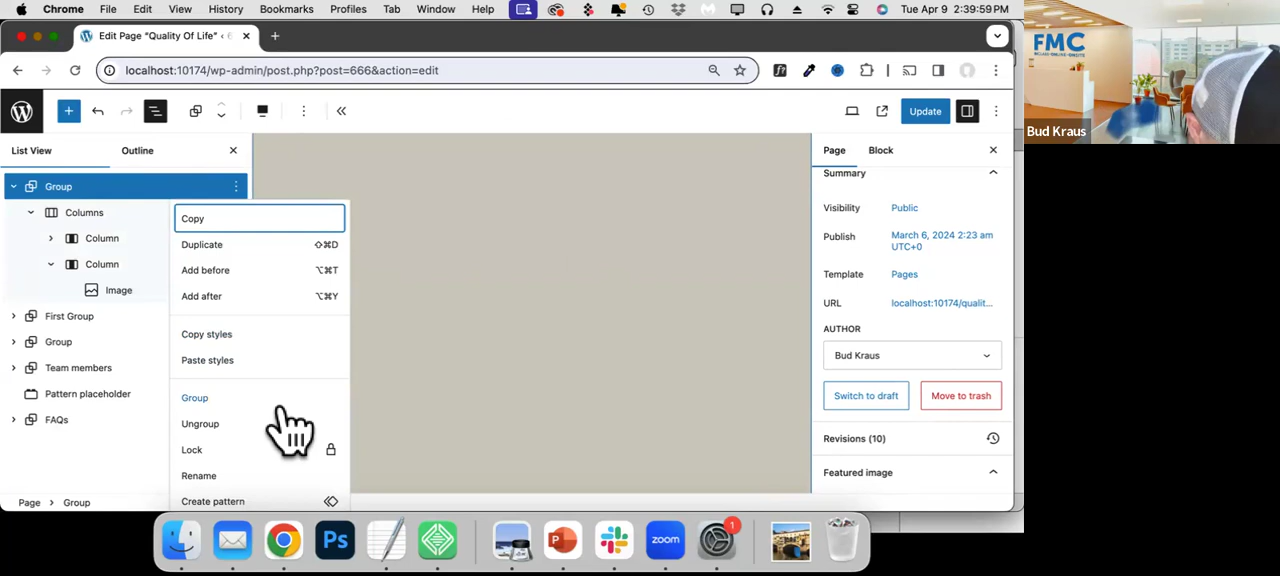 Chrome File Edit View History Bookmarks Profiles Tab Window Help Tue Apr 9 2:39:59 PM
Edit Page “Quality Of Life” ‹
localhost:10174/wp-admin/post.php?post=666&action=edit
Update
List View Outline
Page Block
Group
Columns
Column
Column
Image
First Group
Group
Team members
Pattern placeholder
FAQs
Page > Group
Copy
Duplicate ⇧⌘D
Add before ⌥⌘T
Add after ⌥⌘Y
Copy styles
Paste styles
Group
Ungroup
Lock
Rename
Create pattern
Summary
Visibility Public
Publish March 6, 2024 2:23 am
UTC+0
Template Pages
URL localhost:10174/qualit...
AUTHOR
Bud Kraus
Switch to draft Move to trash
Revisions (10)
Featured image
Ps
P
zoom
1
FMC
Bud Kraus